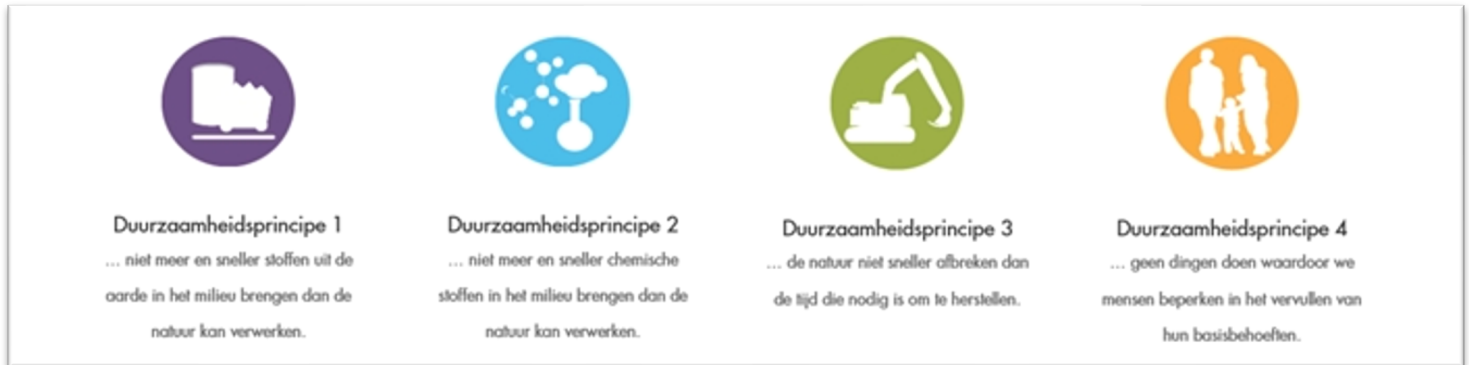 Duurzaamheidsprincipe 1
... niet meer en sneller stoffen uit de
aarde in het milieu brengen dan de
natuur kan verwerken.
Duurzaamheidsprincipe 2
... niet meer en sneller chemische
stoffen in het milieu brengen dan de
natuur kan verwerken.
Duurzaamheidsprincipe 3
... de natuur niet sneller afbreken dan
de tijd die nodig is om te herstellen.
Duurzaamheidsprincipe 4
... geen dingen doen waardoor we
mensen beperken in het vervullen van
hun basisbehoeften.